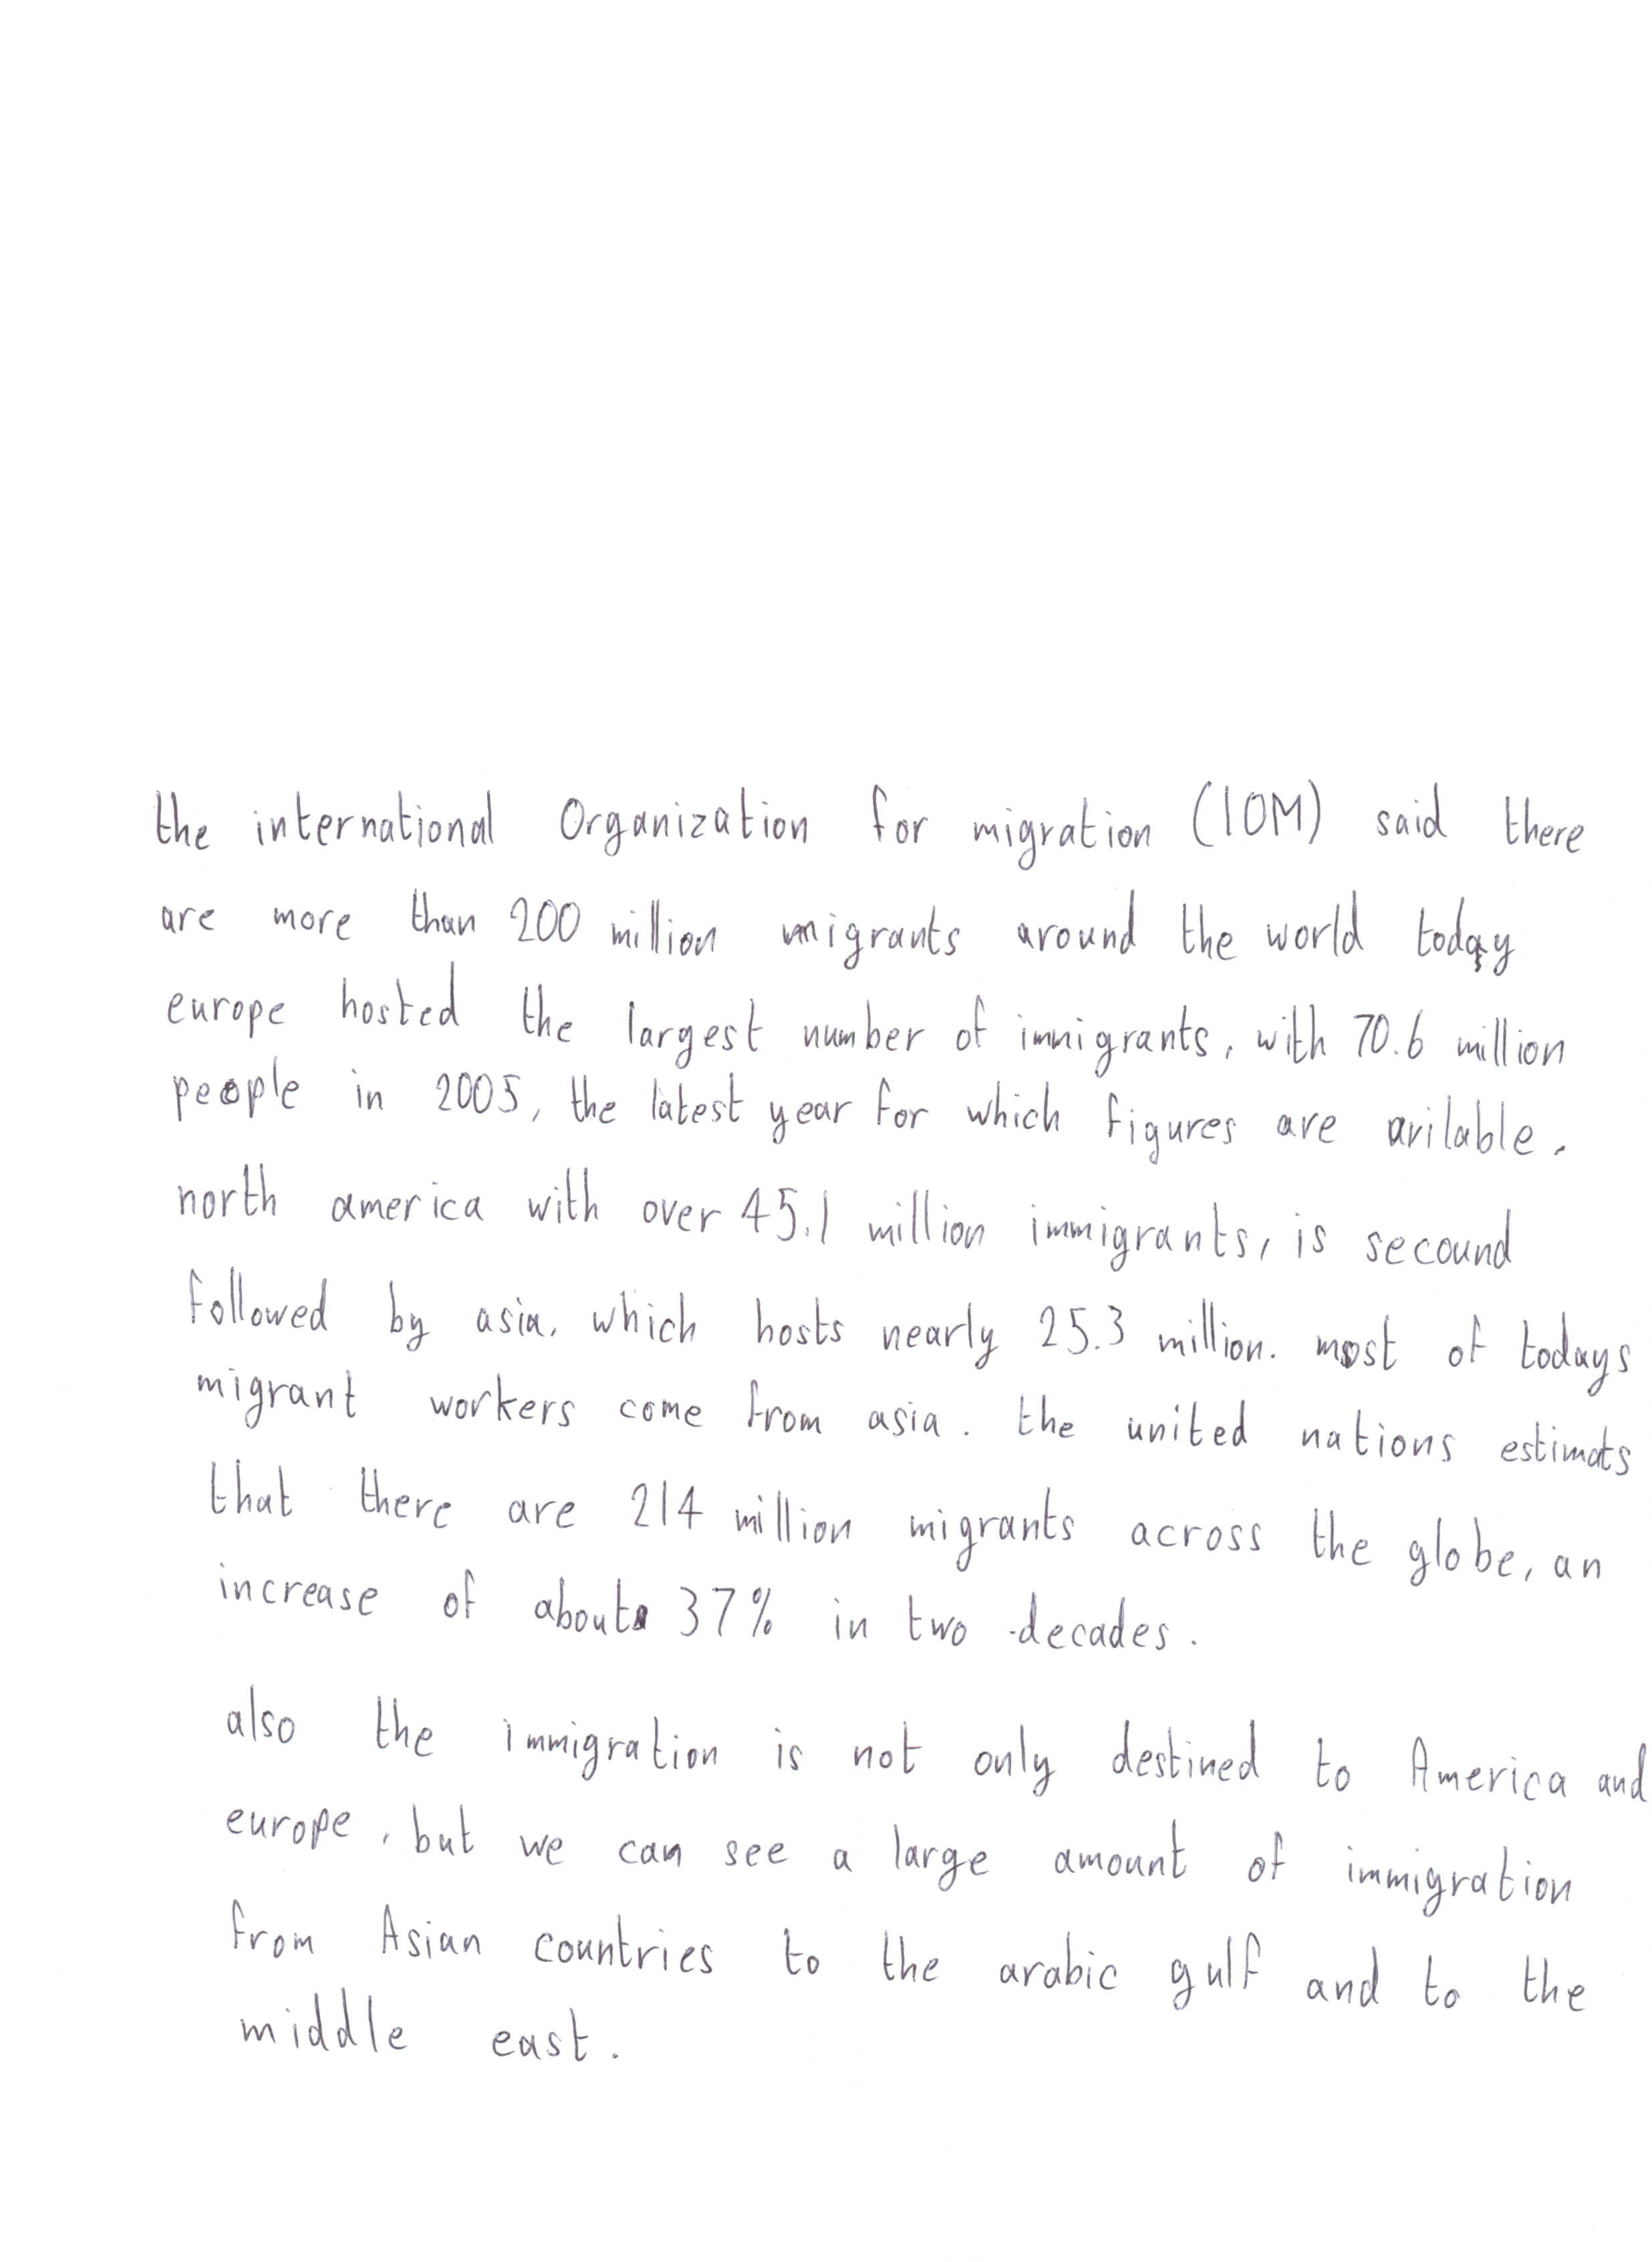 the international Organization for migration (IOM) said there
are more than 200 million migrants around the world today
europe hosted the largest number of immigrants, with 70.6 million
people in 2005, the latest year for which figures are arilable.
north america with over 45.1 million immigrants, is secound
followed by asia, which hosts nearly 25.3 million. most of todays
migrant workers come from asia. the united nations estimats
that there are 214 million migrants across the globe, an
increase of about 37% in two decades.
also the immigration is not only destined to America and
europe, but we can see a large amount of immigration
from Asian countries to the arabic gulf and to the
middle east.